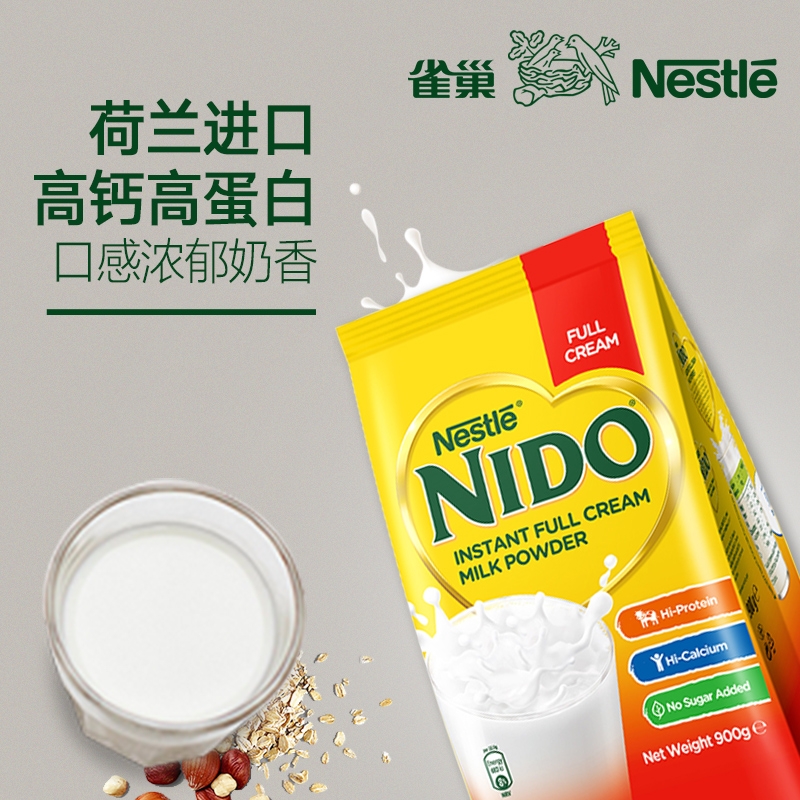 雀巢 Nestlé
荷兰进口
高钙高蛋白
口感浓郁奶香
FULL
CREAM
Nestlé®
NIDO®
INSTANT FULL CREAM
MILK POWDER
Hi-Protein
Hi-Calcium
No Sugar Added
Net Weight 900g ℮
Energy